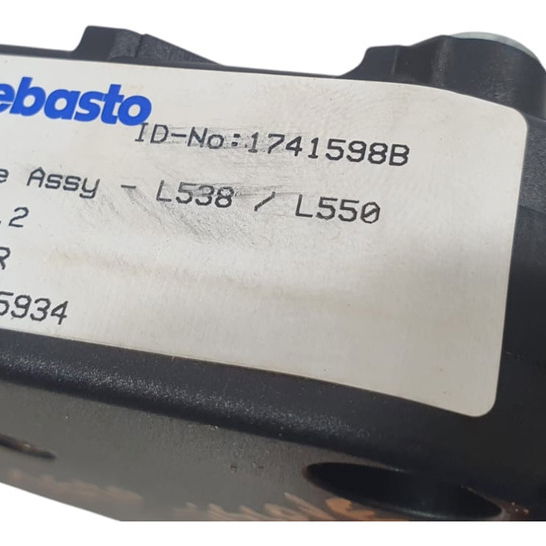 ebasto
ID-No:1741598B
e Assy - L538 / L550
.2
R
5934